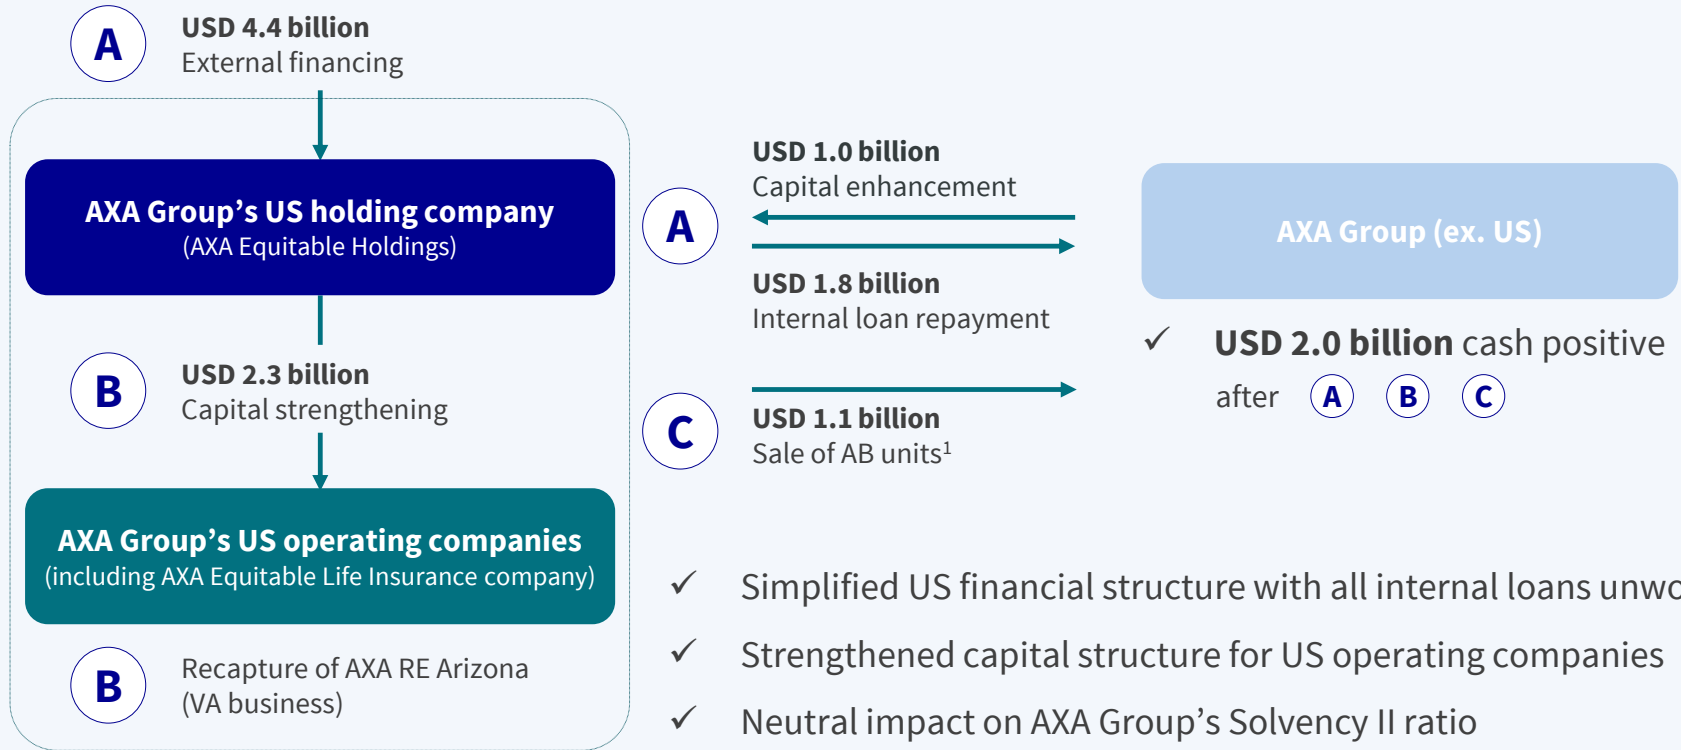 A
USD 4.4 billion
External financing
AXA Group’s US holding company
(AXA Equitable Holdings)
B
USD 2.3 billion
Capital strengthening
AXA Group’s US operating companies
(including AXA Equitable Life Insurance company)
B
Recapture of AXA RE Arizona
(VA business)
A
USD 1.0 billion
Capital enhancement
USD 1.8 billion
Internal loan repayment
C
USD 1.1 billion
Sale of AB units¹
AXA Group (ex. US)
✓ USD 2.0 billion cash positive
after A B C
✓ Simplified US financial structure with all internal loans
✓ Strengthened capital structure for US operating companies
✓ Neutral impact on AXA Group’s Solvency II ratio